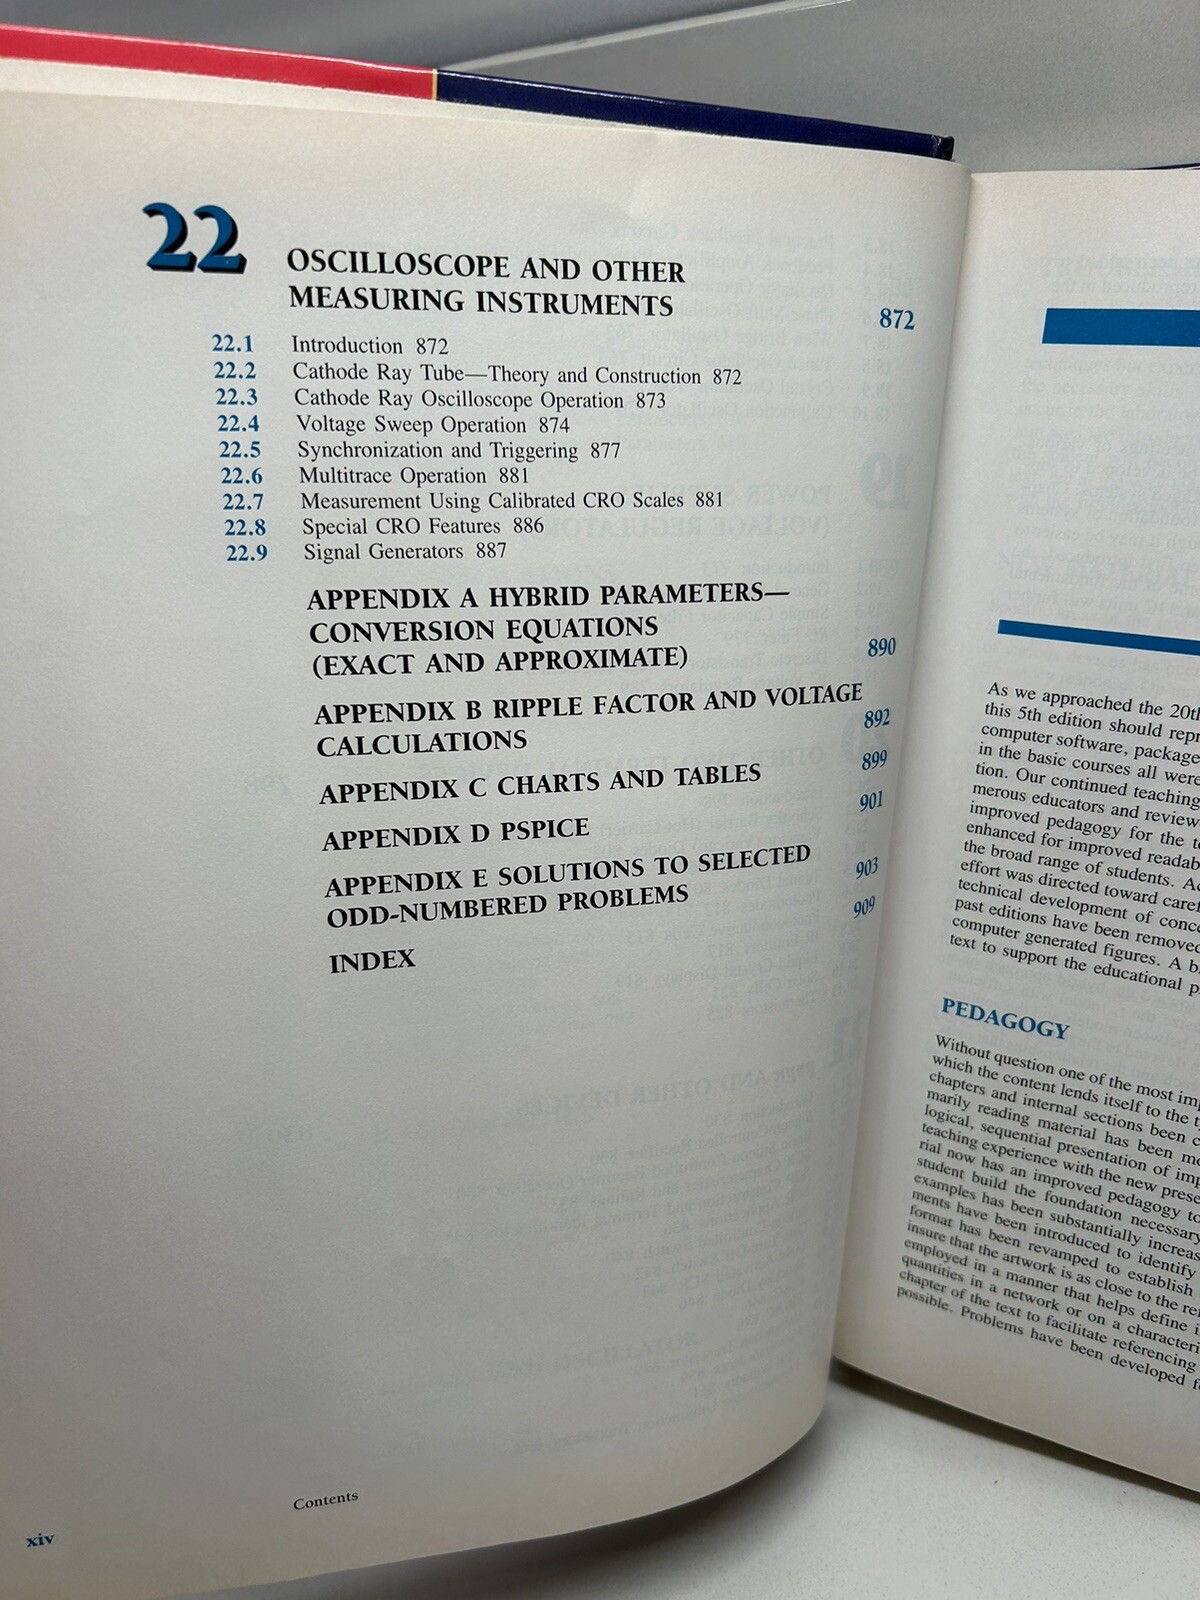 22
OSCILLOSCOPE AND OTHER
MEASURING INSTRUMENTS 872
22.1 Introduction 872
22.2 Cathode Ray Tube—Theory and Construction 872
22.3 Cathode Ray Oscilloscope Operation 873
22.4 Voltage Sweep Operation 874
22.5 Synchronization and Triggering 877
22.6 Multitrace Operation 881
22.7 Measurement Using Calibrated CRO Scales 881
22.8 Special CRO Features 886
22.9 Signal Generators 887
APPENDIX A HYBRID PARAMETERS—
CONVERSION EQUATIONS
(EXACT AND APPROXIMATE) 890
APPENDIX B RIPPLE FACTOR AND VOLTAGE
CALCULATIONS 892
APPENDIX C CHARTS AND TABLES 899
APPENDIX D PSPICE 901
APPENDIX E SOLUTIONS TO SELECTED
ODD-NUMBERED PROBLEMS 903
INDEX 909
Contents
xiv
As we approached the 20th
this 5th edition should repr
computer software, package
in the basic courses all were
tion. Our continued teaching
merous educators and review
improved pedagogy for the
enhanced for improved readab
the broad range of students.
effort was directed toward caref
technical development of conc
past editions have been removed
computer generated figures. A b
text to support the educational p
PEDAGOGY
Without question one of the most imp
which the content lends itself to the
chapters and internal sections been c
marily reading material has been mo
logical, sequential presentation of imp
teaching experience with the new prese
rial now has an improved pedagogy to
student build the foundation necessary
examples has been substantially increas
ments have been introduced to identify
format has been revamped to establish
insure that the artwork is as close to the re
employed in a manner that helps define i
quantities in a network or on a characteri
chapter of the text to facilitate referencing
possible. Problems have been developed f